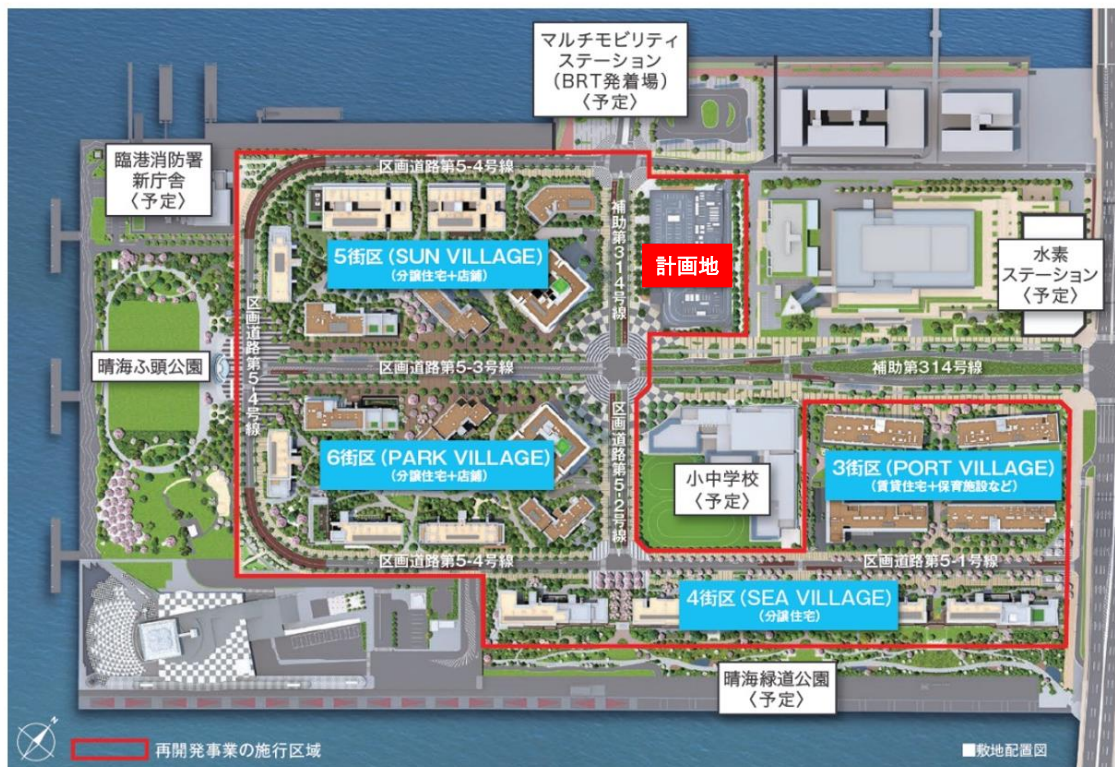 マルチモビリティ
ステーション
(BRT発着場)
〈予定〉
臨港消防署
新庁舎
〈予定〉
区画道路第5-4号線
5街区(SUN VILLAGE)
(分譲住宅+店舗)
補助第314号線
計画地
水素
ステーション
〈予定〉
区画道路第5-4号線
晴海ふ頭公園
区画道路第5-3号線
補助第314号線
6街区(PARK VILLAGE)
(分譲住宅+店舗)
区画道路第5-2号線
小中学校
〈予定〉
3街区(PORT VILLAGE)
(賃貸住宅+保育施設など)
区画道路第5-4号線
区画道路第5-1号線
4街区(SEA VILLAGE)
(分譲住宅)
晴海緑道公園
〈予定〉
N
再開発事業の施行区域
■敷地配置図